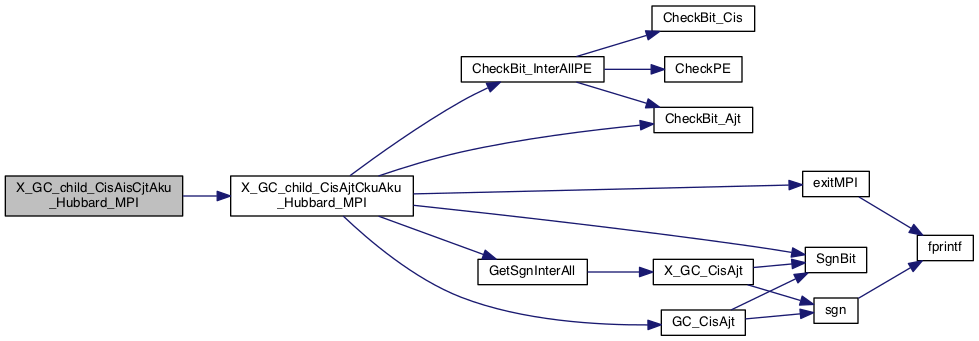 CheckBit_Cis
CheckBit_InterAllPE
CheckPE
CheckBit_Ajt
X_GC_child_CisAisCjtAku
_Hubbard_MPI
X_GC_child_CisAjtCkuAku
_Hubbard_MPI
exitMPI
fprintf
SgnBit
GetSgnInterAll
X_GC_CisAjt
sgn
GC_CisAjt